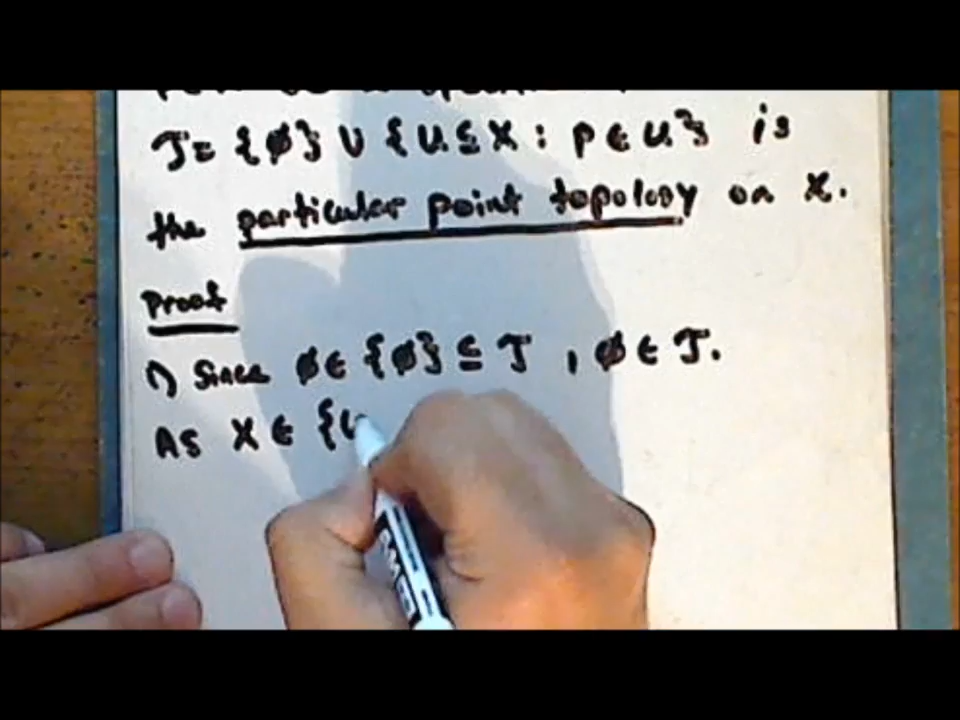 𝒯= {∅} ∪ {U ⊆ X : p ∈ U} is
the particular point topology on X.
Proof
1) Since ∅ ∈ {∅} ⊆ 𝒯 , ∅ ∈ 𝒯.
As X ∈ {U